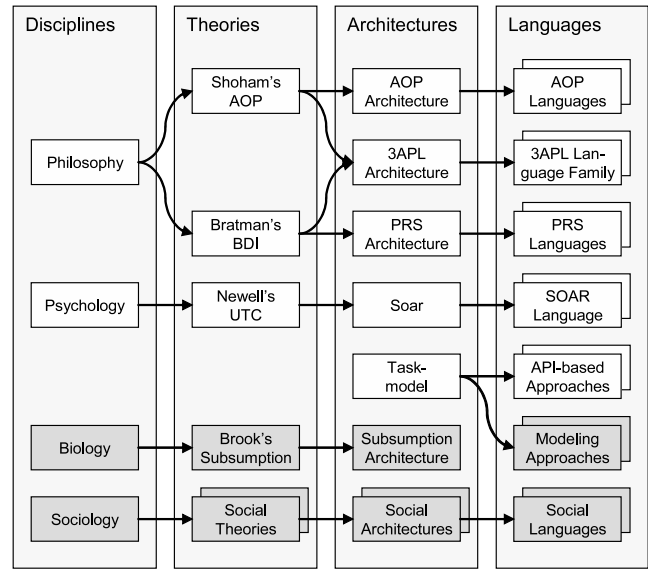 Disciplines
Theories
Architectures
Languages
Shoham's
AOP
AOP
Architecture
AOP
Languages
Philosophy
3APL
Architecture
3APL Lan-
guage Family
Bratman's
BDI
PRS
Architecture
PRS
Languages
Psychology
Newell's
UTC
Soar
SOAR
Language
Task-
model
API-based
Approaches
Biology
Brook's
Subsumption
Subsumption
Architecture
Modeling
Approaches
Sociology
Social
Theories
Social
Architectures
Social
Languages